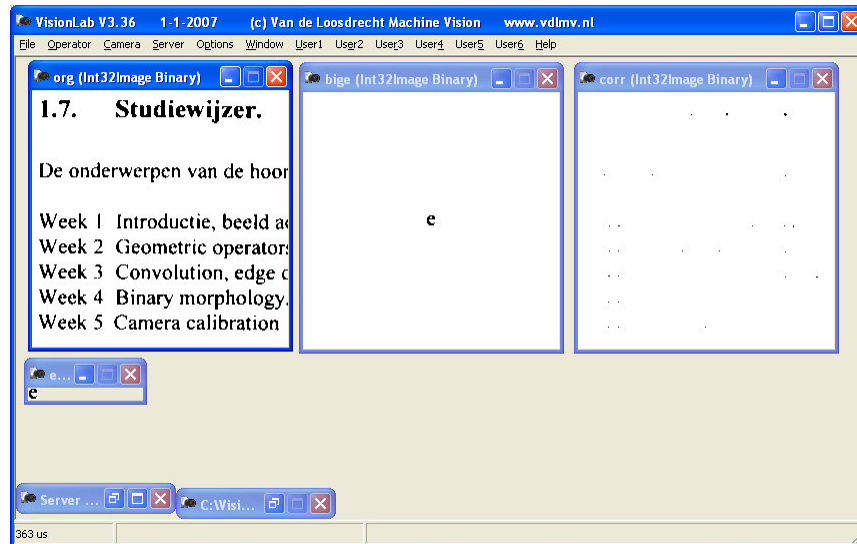 VisionLab V3.36 1-1-2007 (c) Van de Loosdrecht Machine Vision www.vdlmv.nl
File Operator Camera Server Options Window User1 User2 User3 User4 User5 User6 Help
org (Int32Image Binary)
1.7. Studiewijzer.
De onderwerpen van de hoor
Week 1 Introductie, beeld ac
Week 2 Geometric operators
Week 3 Convolution, edge d
Week 4 Binary morphology.
Week 5 Camera calibration
bige (Int32Image Binary)
e
corr (Int32Image Binary)
e...
e
Server ...
C:\Visi...
363 us